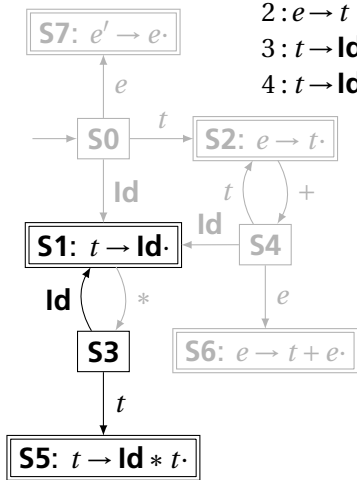 2 : e → t
S7: e′ → e·
3 : t → Id
4 : t → Id
e
S0
t
S2: e → t·
Id
t
+
S1: t → Id·
Id
S4
Id
*
e
S3
S6: e → t + e·
t
S5: t → Id * t·